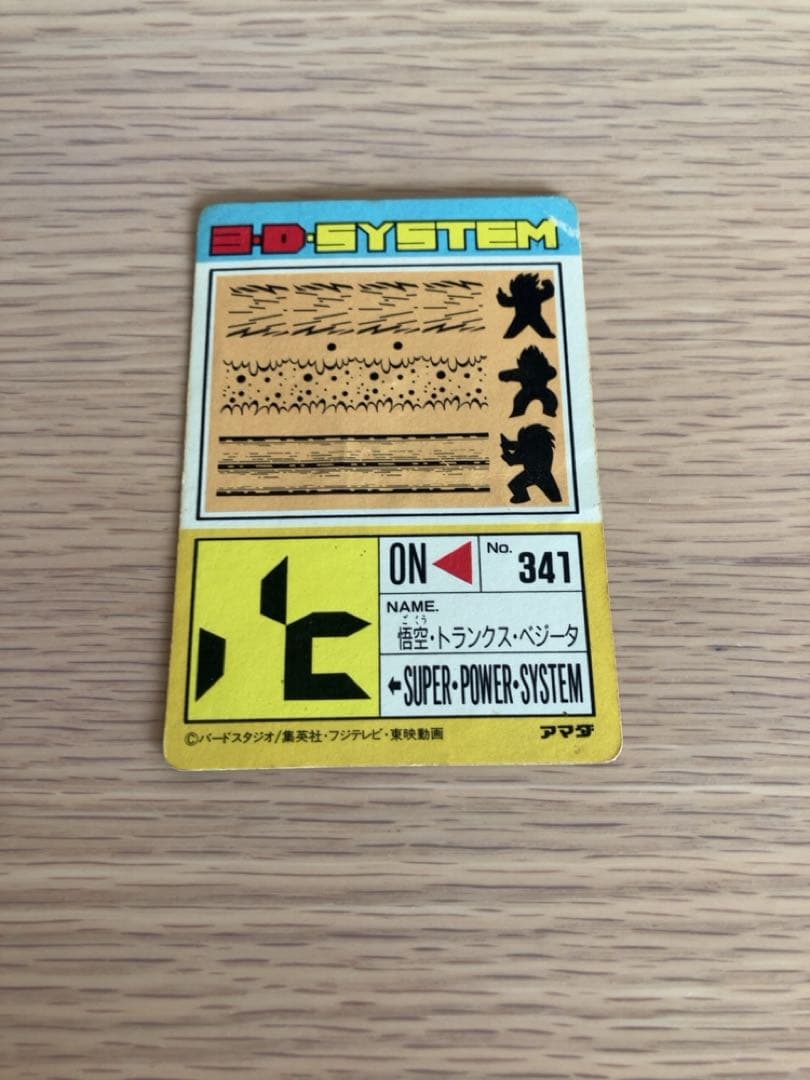 3・D・SYSTEM
ON
No. 341
NAME.
ごくう
悟空・トランクス・ベジータ
←SUPER・POWER・SYSTEM
©バードスタジオ/集英社・フジテレビ・東映動画
アマダ